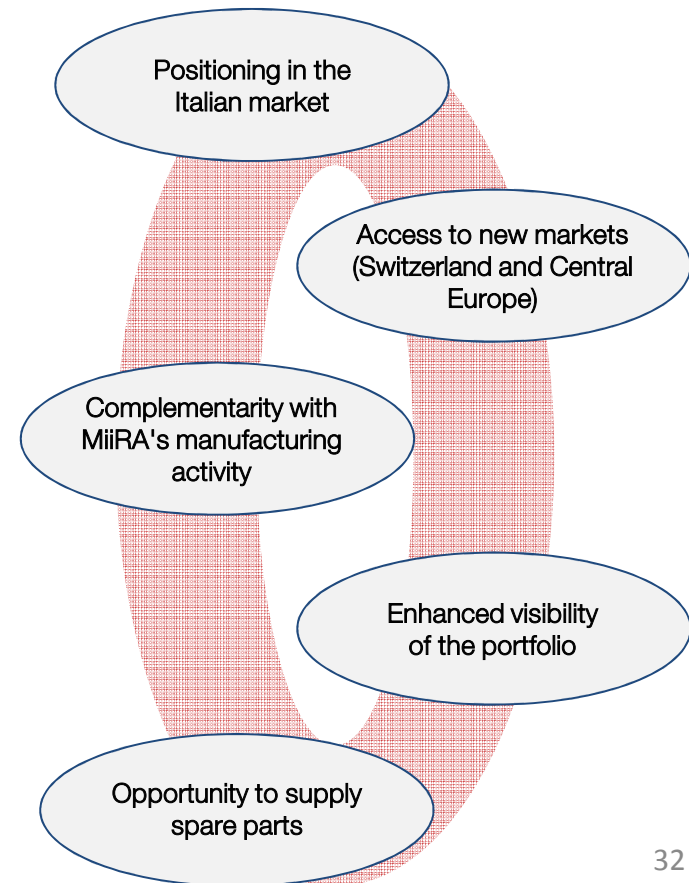 Positioning in the
Italian market
Access to new markets
(Switzerland and Central
Europe)
Complementarity with
MiiRA's manufacturing
activity
Enhanced visibility
of the portfolio
Opportunity to supply
spare parts
32